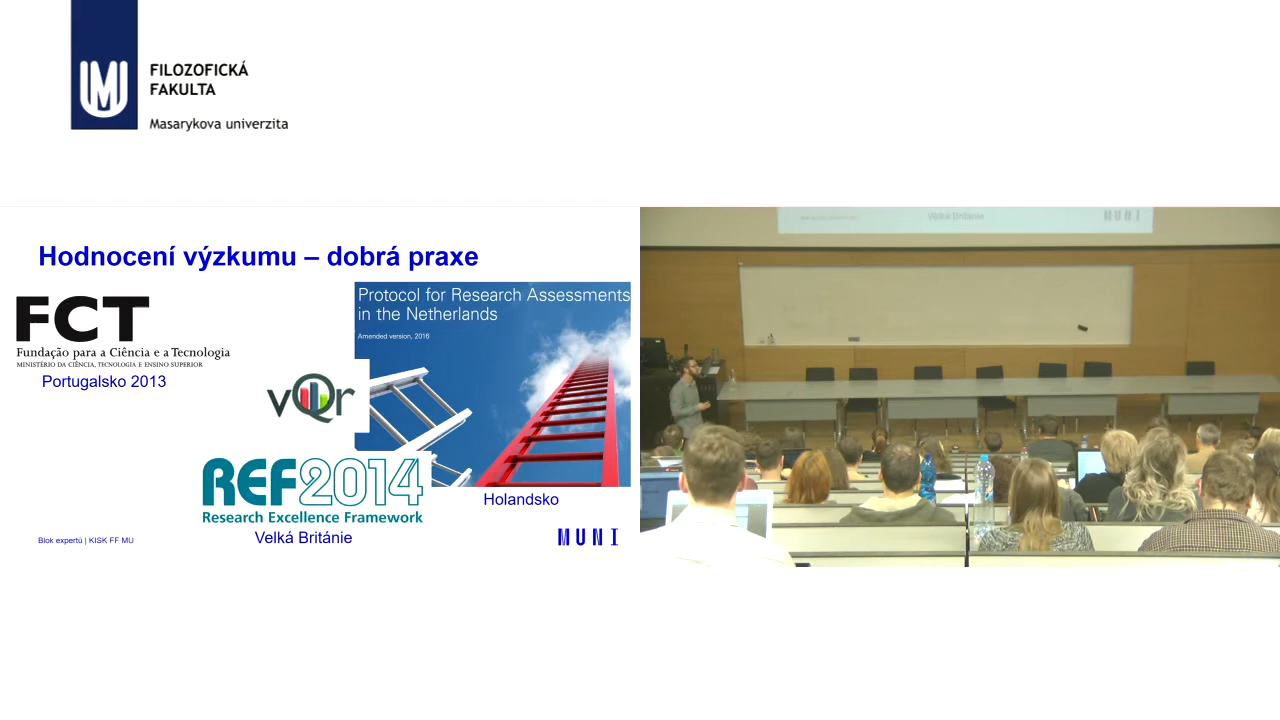 FILOZOFICKÁ
FAKULTA
Masarykova univerzita
Hodnocení výzkumu – dobrá praxe
FCT
Fundação para a Ciência e a Tecnologia
MINISTÉRIO DA CIÊNCIA, TECNOLOGIA E ENSINO SUPERIOR
Portugalsko 2013
Protocol for Research Assessments
in the Netherlands
Amended version, 2016
vQr
REF2014
Research Excellence Framework
Velká Británie
Holandsko
Blok expertů | KISK FF MU
MUNI
Velká Británie
MUNI